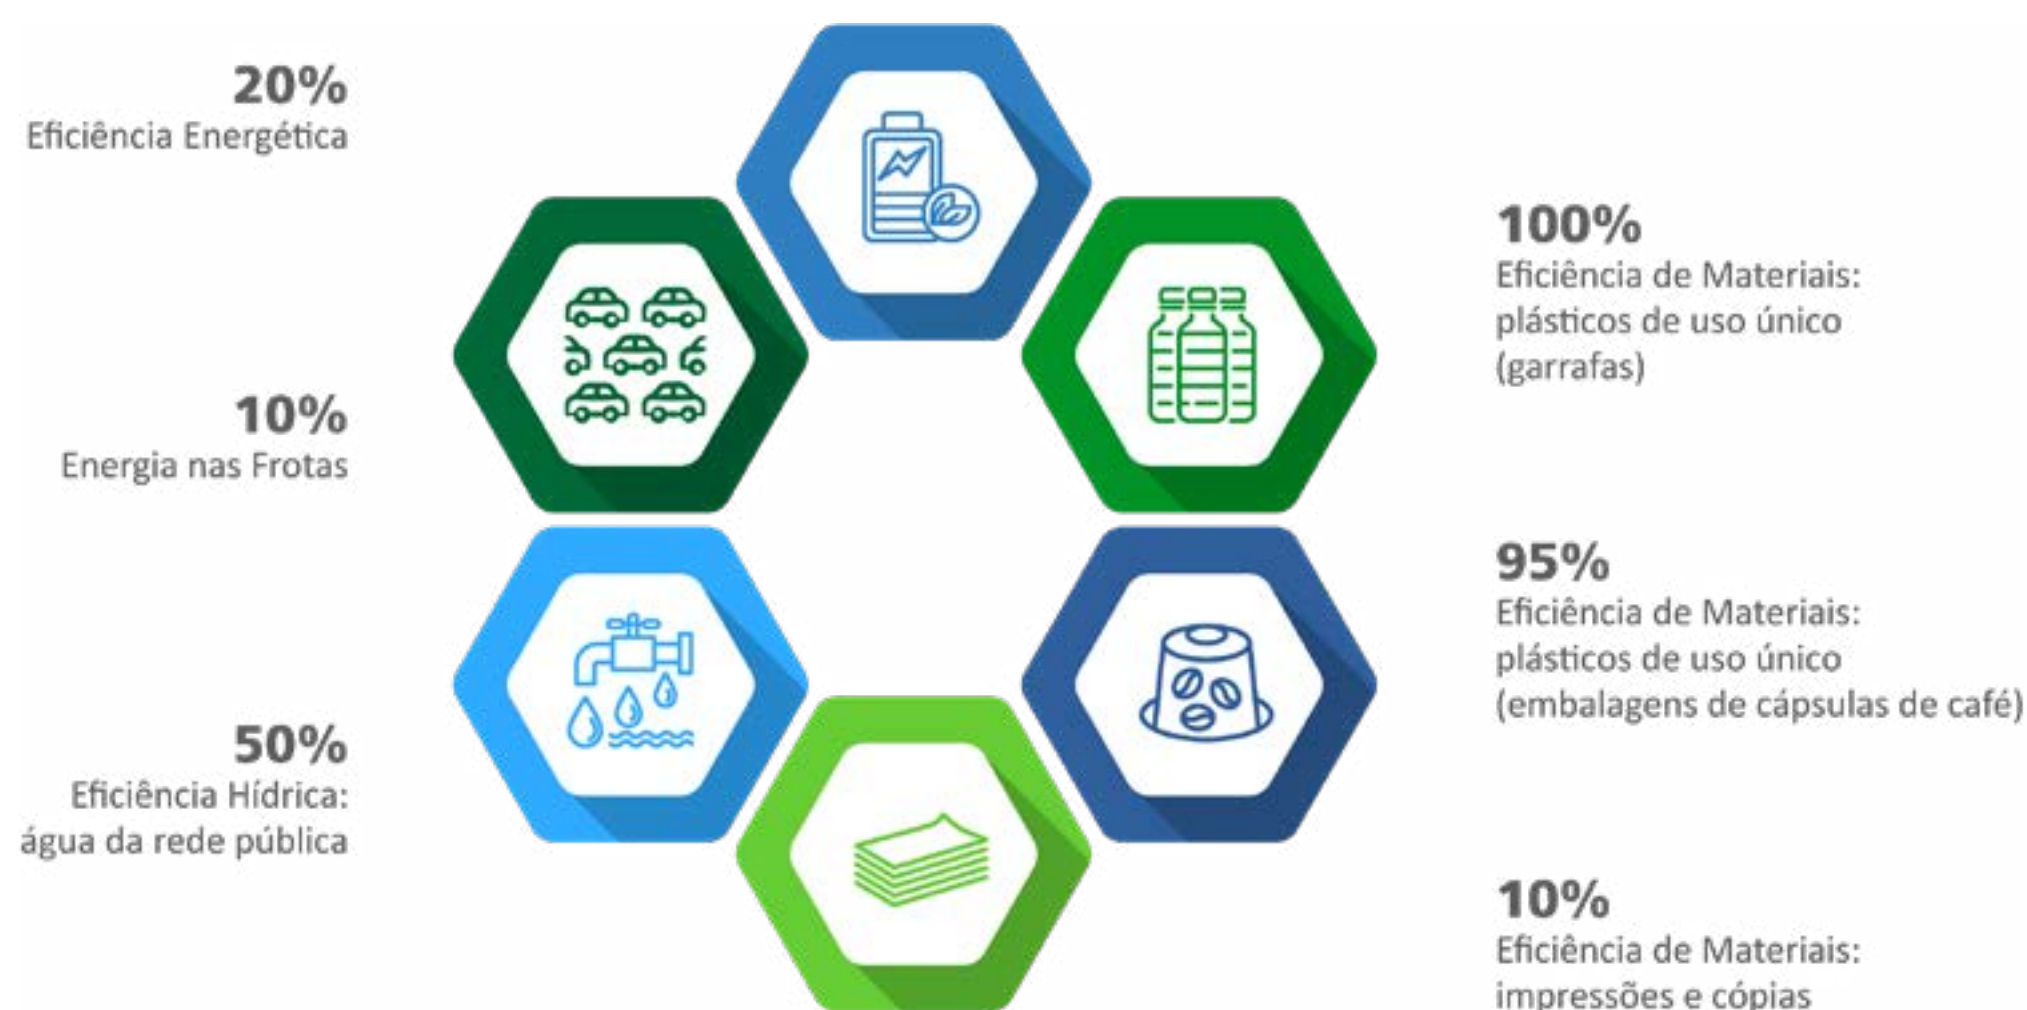 20%
Eficiência Energética
10%
Energia nas Frotas
50%
Eficiência Hídrica:
água da rede pública
100%
Eficiência de Materiais:
plásticos de uso único
(garrafas)
95%
Eficiência de Materiais:
plásticos de uso único
(embalagens de cápsulas de café)
10%
Eficiência de Materiais:
impressões e cópias